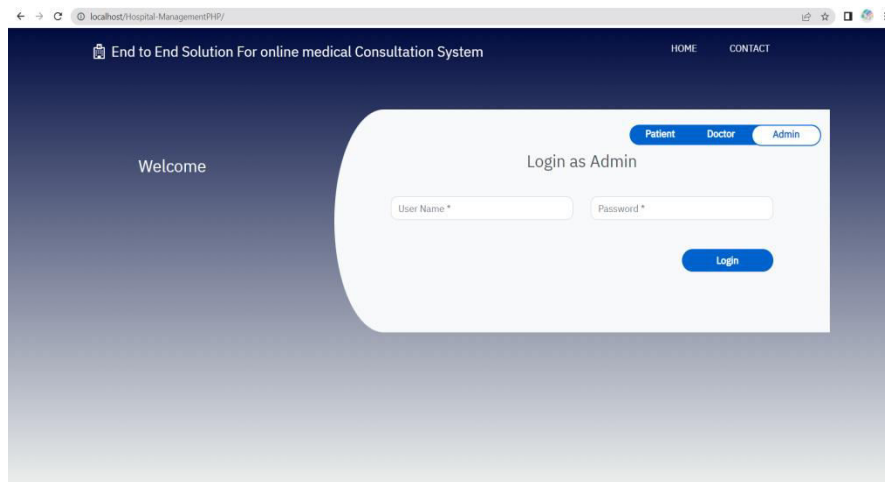 localhost/Hospital-ManagementPHP/
End to End Solution For online medical Consultation System
HOME CONTACT
Patient Doctor Admin
Welcome
Login as Admin
User Name * Password *
Login